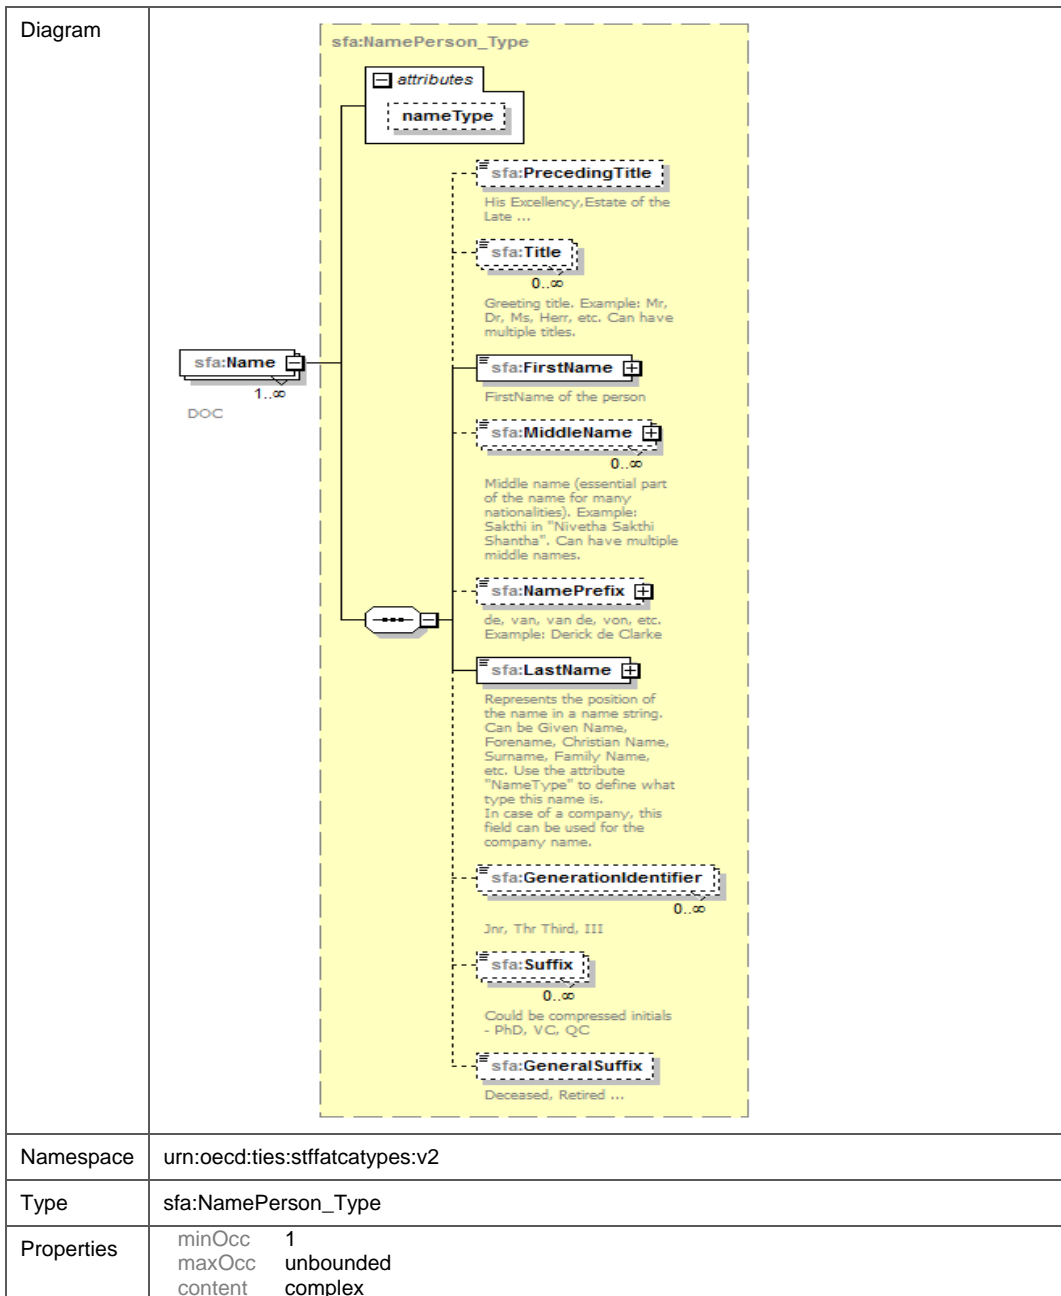 Diagram
sfa:NamePerson_Type
attributes
nameType
sfa:PrecedingTitle
His Excellency,Estate of the
Late ...
sfa:Title
0..∞
Greeting title. Example: Mr,
Dr, Ms, Herr, etc. Can have
multiple titles.
sfa:Name
1..∞
DOC
sfa:FirstName
FirstName of the person
sfa:MiddleName
0..∞
Middle name (essential part
of the name for many
nationalities). Example:
Sakthi in "Nivetha Sakthi
Shantha". Can have multiple
middle names.
sfa:NamePrefix
de, van, van de, von, etc.
Example: Derick de Clarke
sfa:LastName
Represents the position of
the name in a name string.
Can be Given Name,
Forename, Christian Name,
Surname, Family Name,
etc. Use the attribute
"NameType" to define what
type this name is.
In case of a company, this
field can be used for the
company name.
sfa:GenerationIdentifier
0..∞
Jnr, Thr Third, III
sfa:Suffix
0..∞
Could be compressed initials
- PhD, VC, QC
sfa:GeneralSuffix
Deceased, Retired ...
Namespace urn:oecd:ties:stffatcatypes:v2
Type sfa:NamePerson_Type
Properties minOcc 1
maxOcc unbounded
content complex